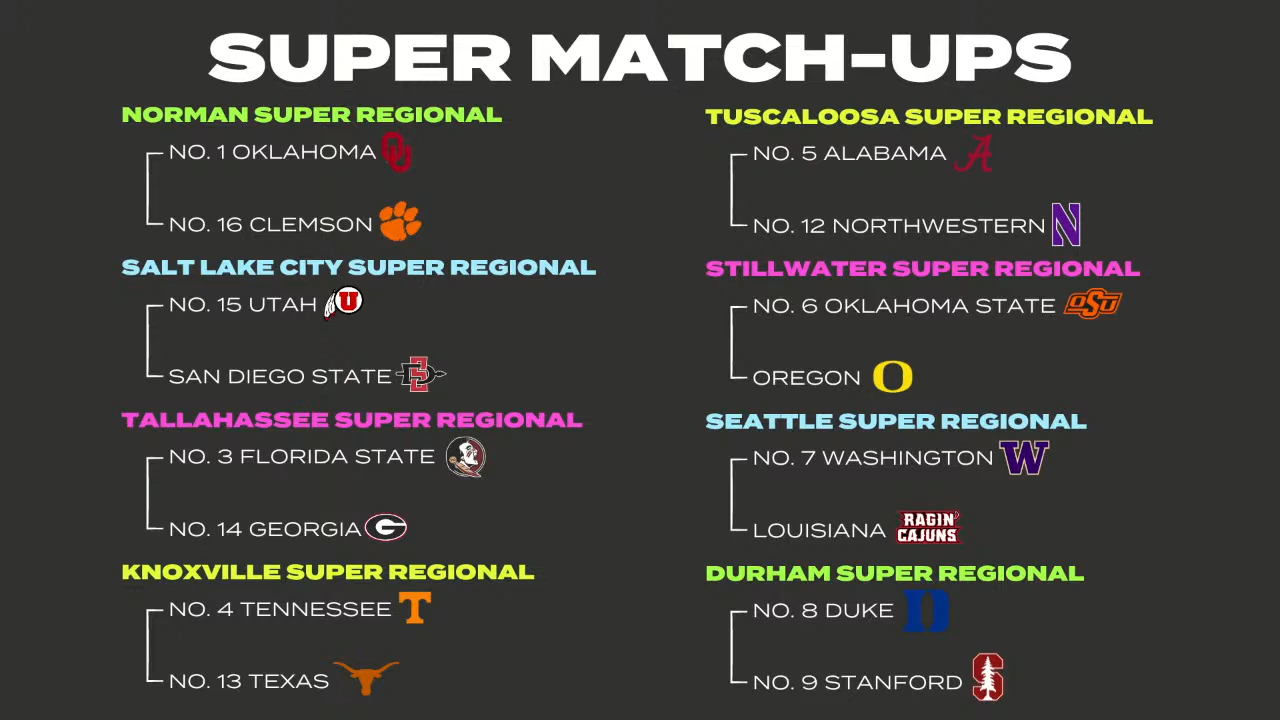 SUPER MATCH-UPS
NORMAN SUPER REGIONAL
NO. 1 OKLAHOMA OU
NO. 16 CLEMSON
SALT LAKE CITY SUPER REGIONAL
NO. 15 UTAH U
SAN DIEGO STATE SD
TALLAHASSEE SUPER REGIONAL
NO. 3 FLORIDA STATE
NO. 14 GEORGIA G
KNOXVILLE SUPER REGIONAL
NO. 4 TENNESSEE T
NO. 13 TEXAS
TUSCALOOSA SUPER REGIONAL
NO. 5 ALABAMA A
NO. 12 NORTHWESTERN N
STILLWATER SUPER REGIONAL
NO. 6 OKLAHOMA STATE OSU
OREGON O
SEATTLE SUPER REGIONAL
NO. 7 WASHINGTON W
LOUISIANA RAGIN' CAJUNS
DURHAM SUPER REGIONAL
NO. 8 DUKE D
NO. 9 STANFORD S